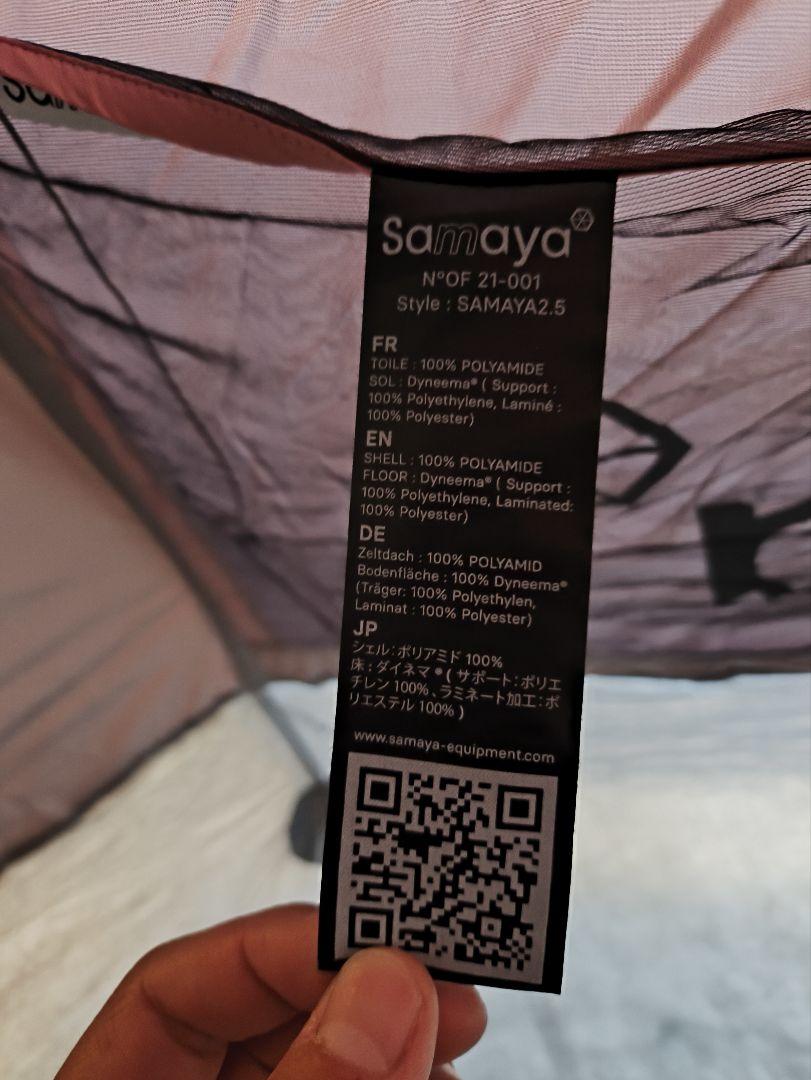 Samaya
N°OF 21-001
Style : SAMAYA2.5
FR
TOILE : 100% POLYAMIDE
SOL : Dyneema® ( Support :
100% Polyethylene, Laminé :
100% Polyester)
EN
SHELL : 100% POLYAMIDE
FLOOR : Dyneema® ( Support :
100% Polyethylene, Laminated:
100% Polyester)
DE
Zeltdach : 100% POLYAMID
Bodenfläche : 100% Dyneema®
(Träger: 100% Polyethylen,
Laminat : 100% Polyester)
JP
シェル:ポリアミド 100%
床:ダイネマ ® ( サポート:ポリエ
チレン 100%、ラミネート加工:ポ
リエステル 100% )
www.samaya-equipment.com